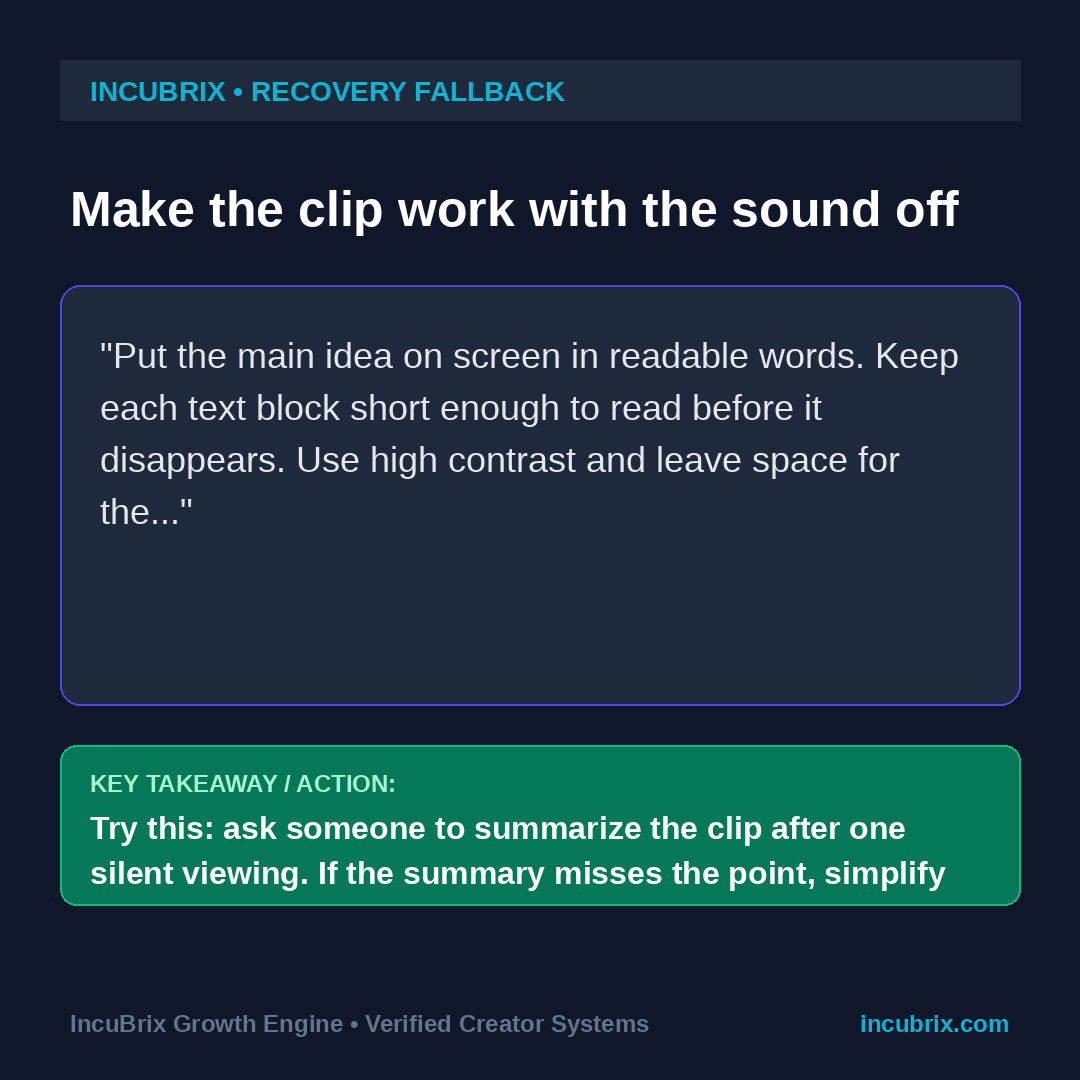 INCUBRIX • RECOVERY FALLBACK
Make the clip work with the sound off
"Put the main idea on screen in readable words. Keep
each text block short enough to read before it
disappears. Use high contrast and leave space for
the..."
KEY TAKEAWAY / ACTION:
Try this: ask someone to summarize the clip after one
silent viewing. If the summary misses the point, simplify
IncuBrix Growth Engine • Verified Creator Systems
incubrix.com